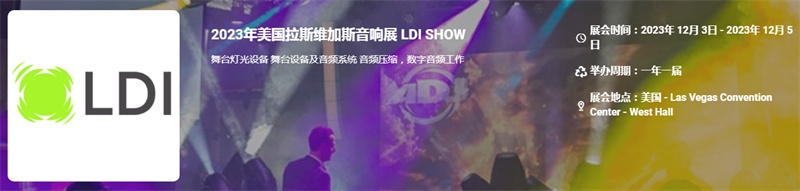 LDI
2023年美国拉斯维加斯音响展 LDI SHOW
舞台灯光设备 舞台设备及音频系统 音频压缩，数字音频工作
展会时间：2023年 12月 3日 - 2023年 12月 5
日
举办周期：一年一届
展会地点：美国 - Las Vegas Convention
Center - West Hall
ADJ